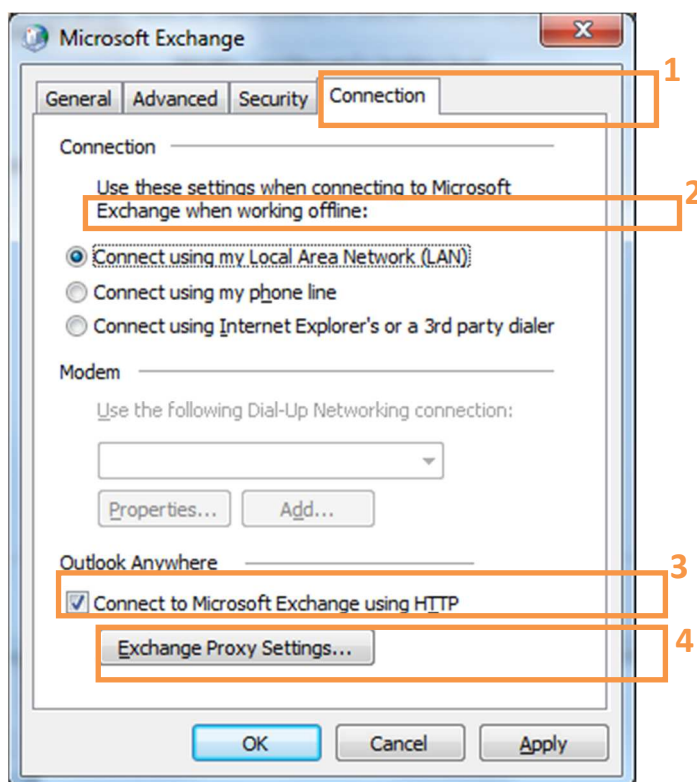 Microsoft Exchange
1
General Advanced Security Connection
Connection
Use these settings when connecting to Microsoft
2
Exchange when working offline:
Connect using my Local Area Network (LAN)
Connect using my phone line
Connect using Internet Explorer's or a 3rd party dialer
Modem
Use the following Dial-Up Networking connection:
Properties... Add...
Outlook Anywhere
3
Connect to Microsoft Exchange using HTTP
4
Exchange Proxy Settings...
OK Cancel Apply